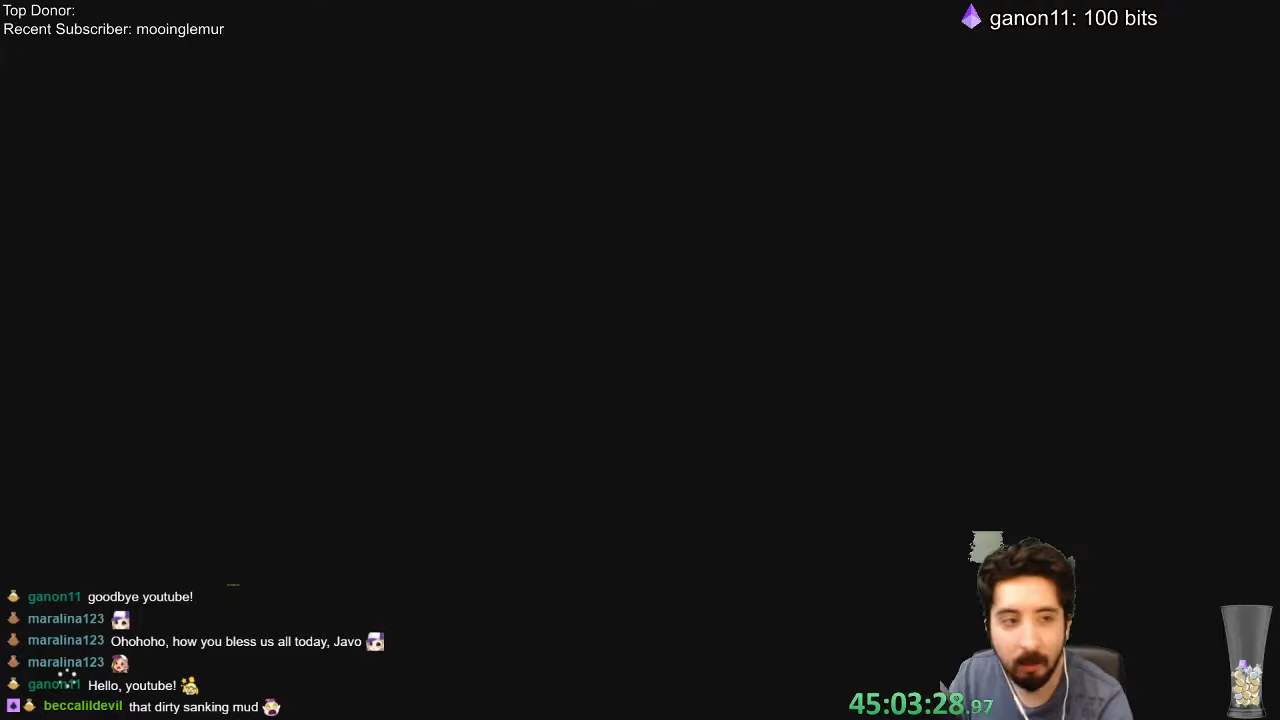 Top Donor:
Recent Subscriber: mooinglemur
ganon11: 100 bits
ganon11 goodbye youtube!
maralina123
maralina123 Ohohoho, how you bless us all today, Javo
maralina123
ganon11 Hello, youtube!
beccalildevil that dirty sanking mud
45:03:28.97